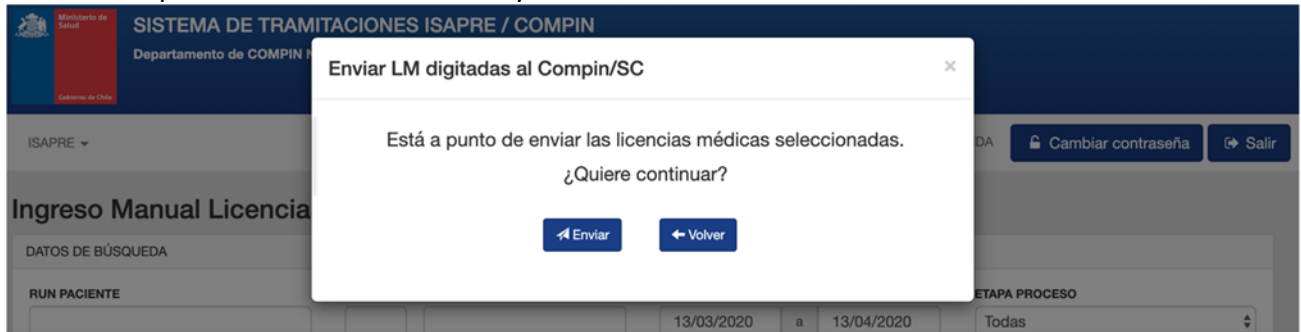 Ministerio de
Salud
Gobierno de Chile
SISTEMA DE TRAMITACIONES ISAPRE / COMPIN
Departamento de COMPIN
Enviar LM digitadas al Compin/SC
×
Está a punto de enviar las licencias médicas seleccionadas.
¿Quiere continuar?
Enviar
Volver
ISAPRE
DA
Cambiar contraseña
Salir
Ingreso Manual Licencia
DATOS DE BÚSQUEDA
RUN PACIENTE
ETAPA PROCESO
13/03/2020 a 13/04/2020
Todas